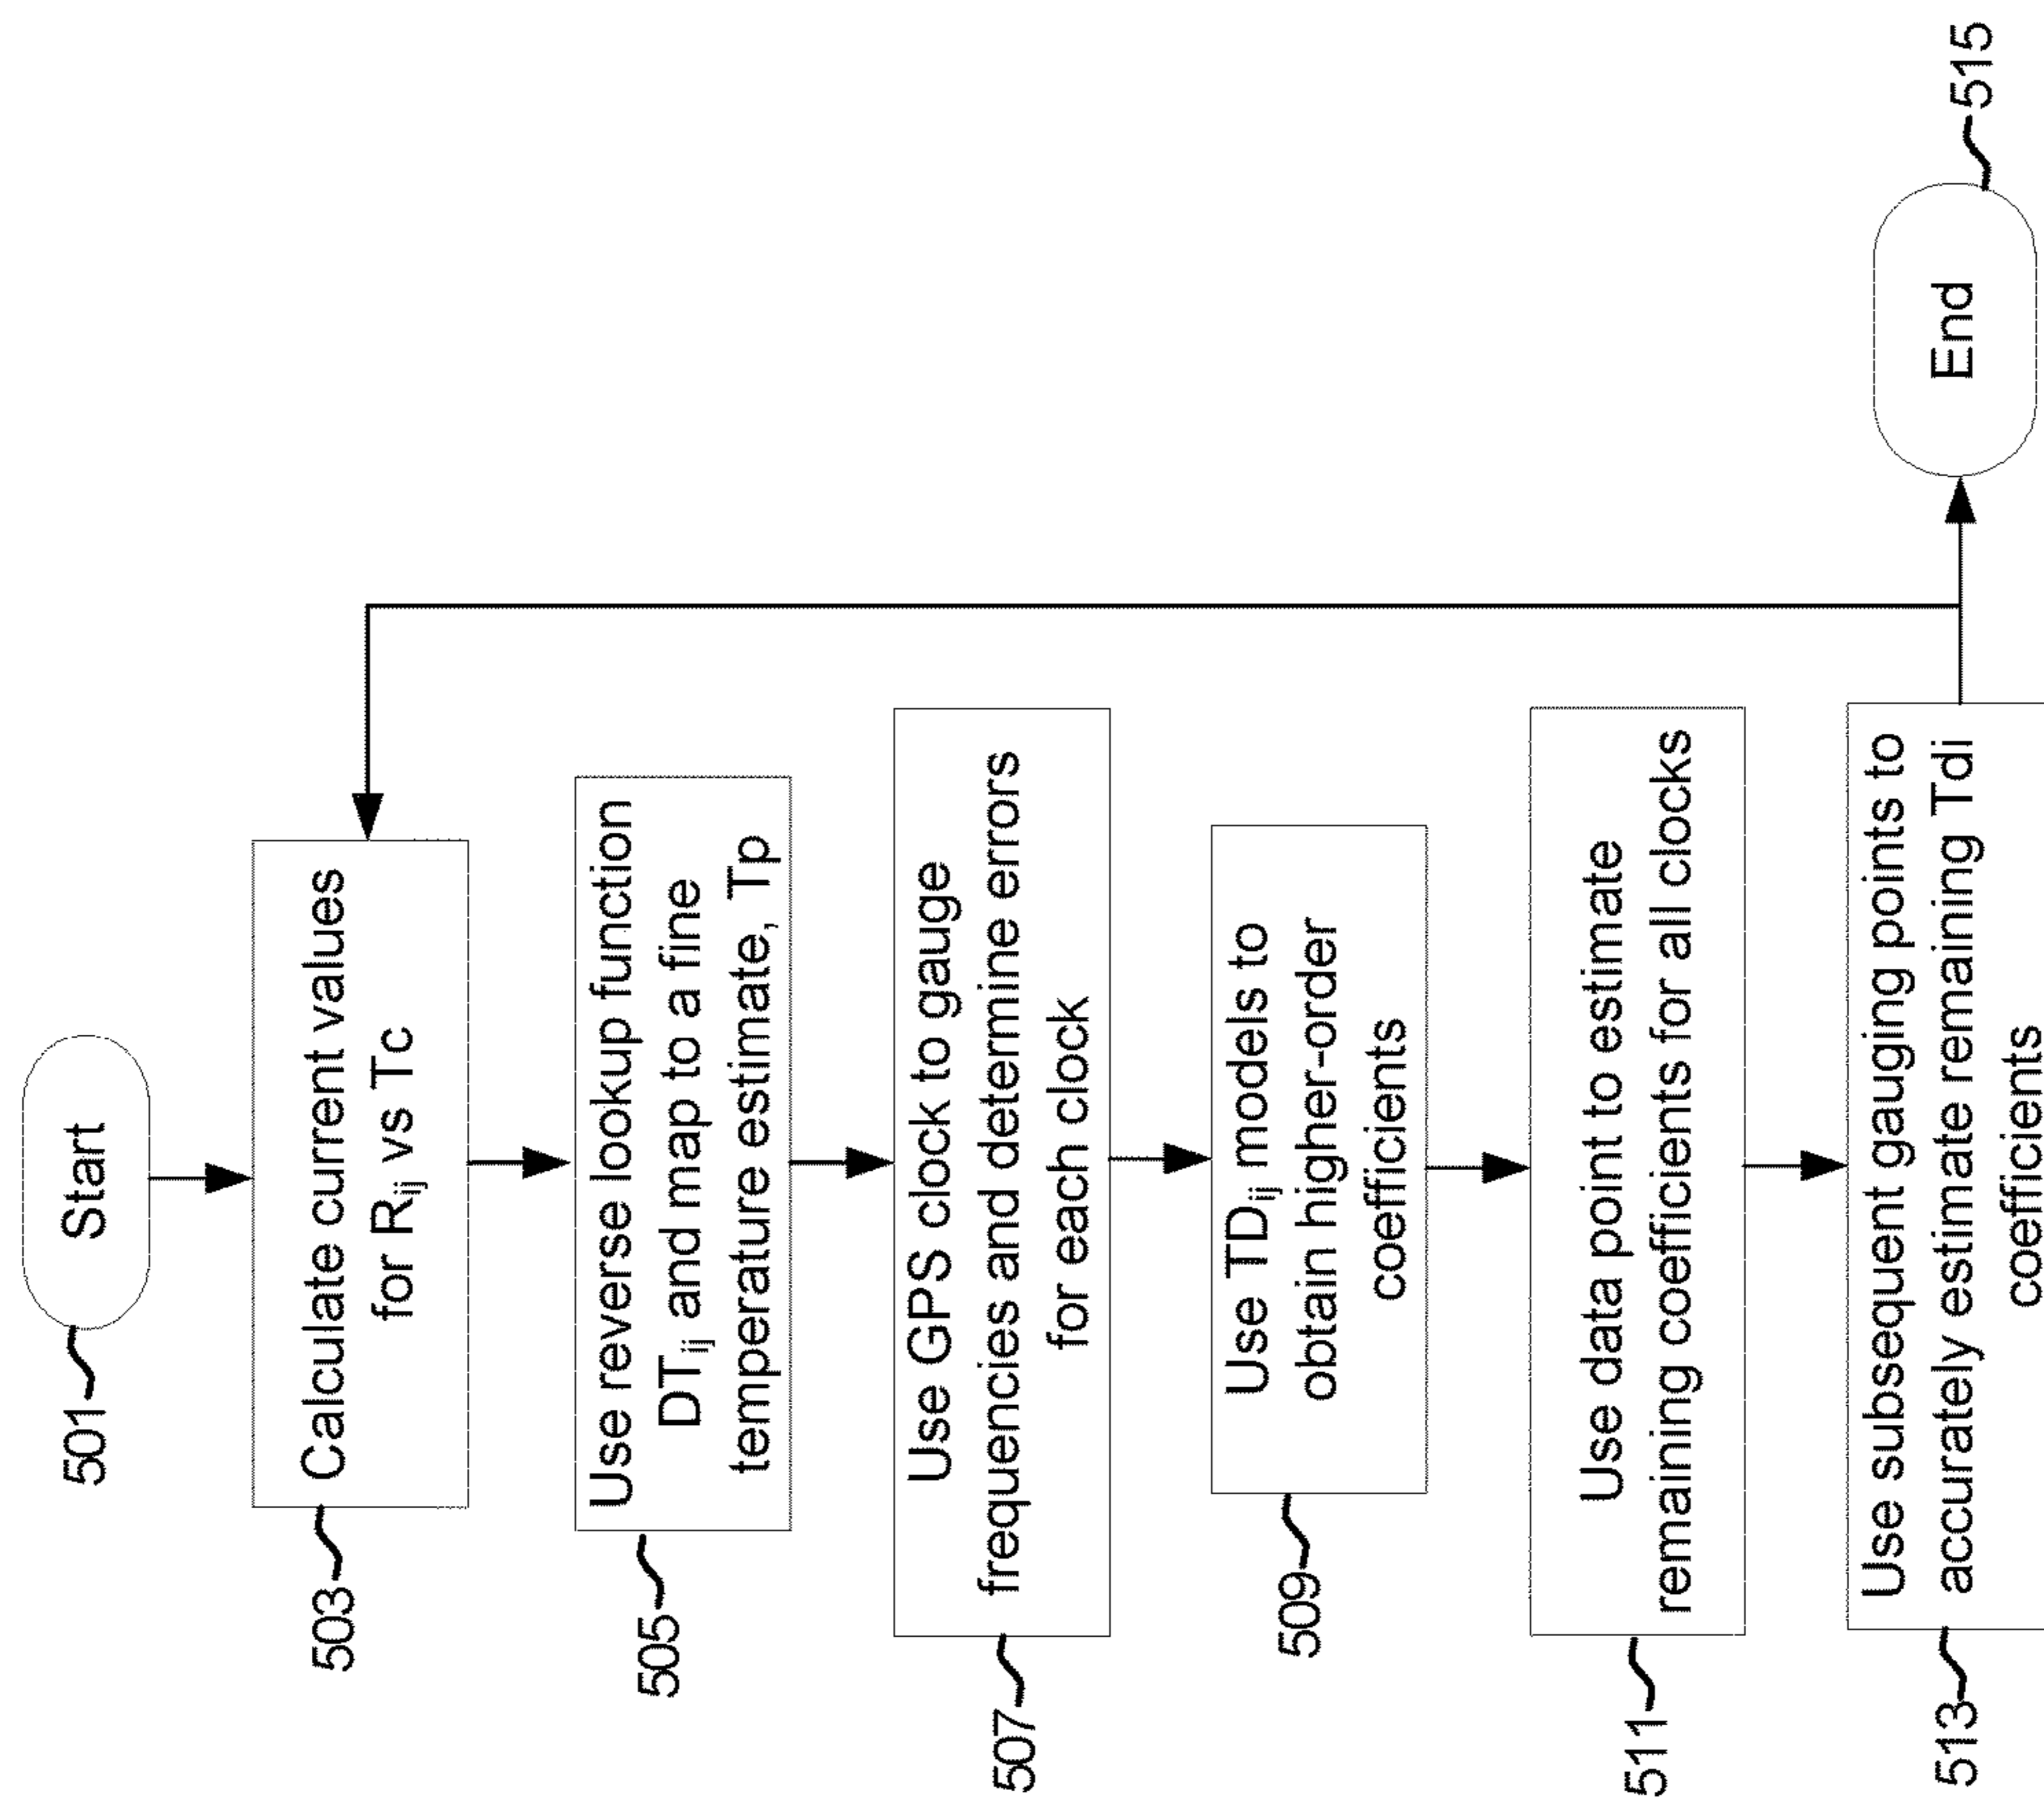 Start
501
Calculate current values
for Rij vs Tc
503
Use reverse lookup function
DTij and map to a fine
temperature estimate, Tp
505
Use GPS clock to gauge
frequencies and determine errors
for each clock
507
Use TDij models to
obtain higher-order
coefficients
509
Use data point to estimate
remaining coefficients for all clocks
511
Use subsequent gauging points to
accurately estimate remaining Tdi
coefficients
513
End
515